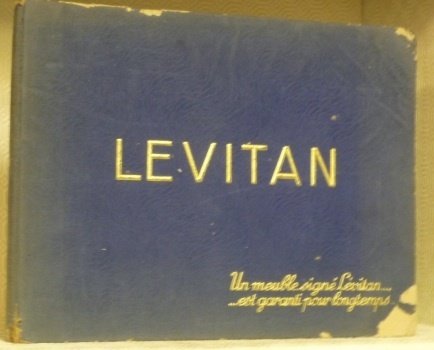 LEVITAN
Un meuble signé Lévitan....
...est garanti pour longtemps